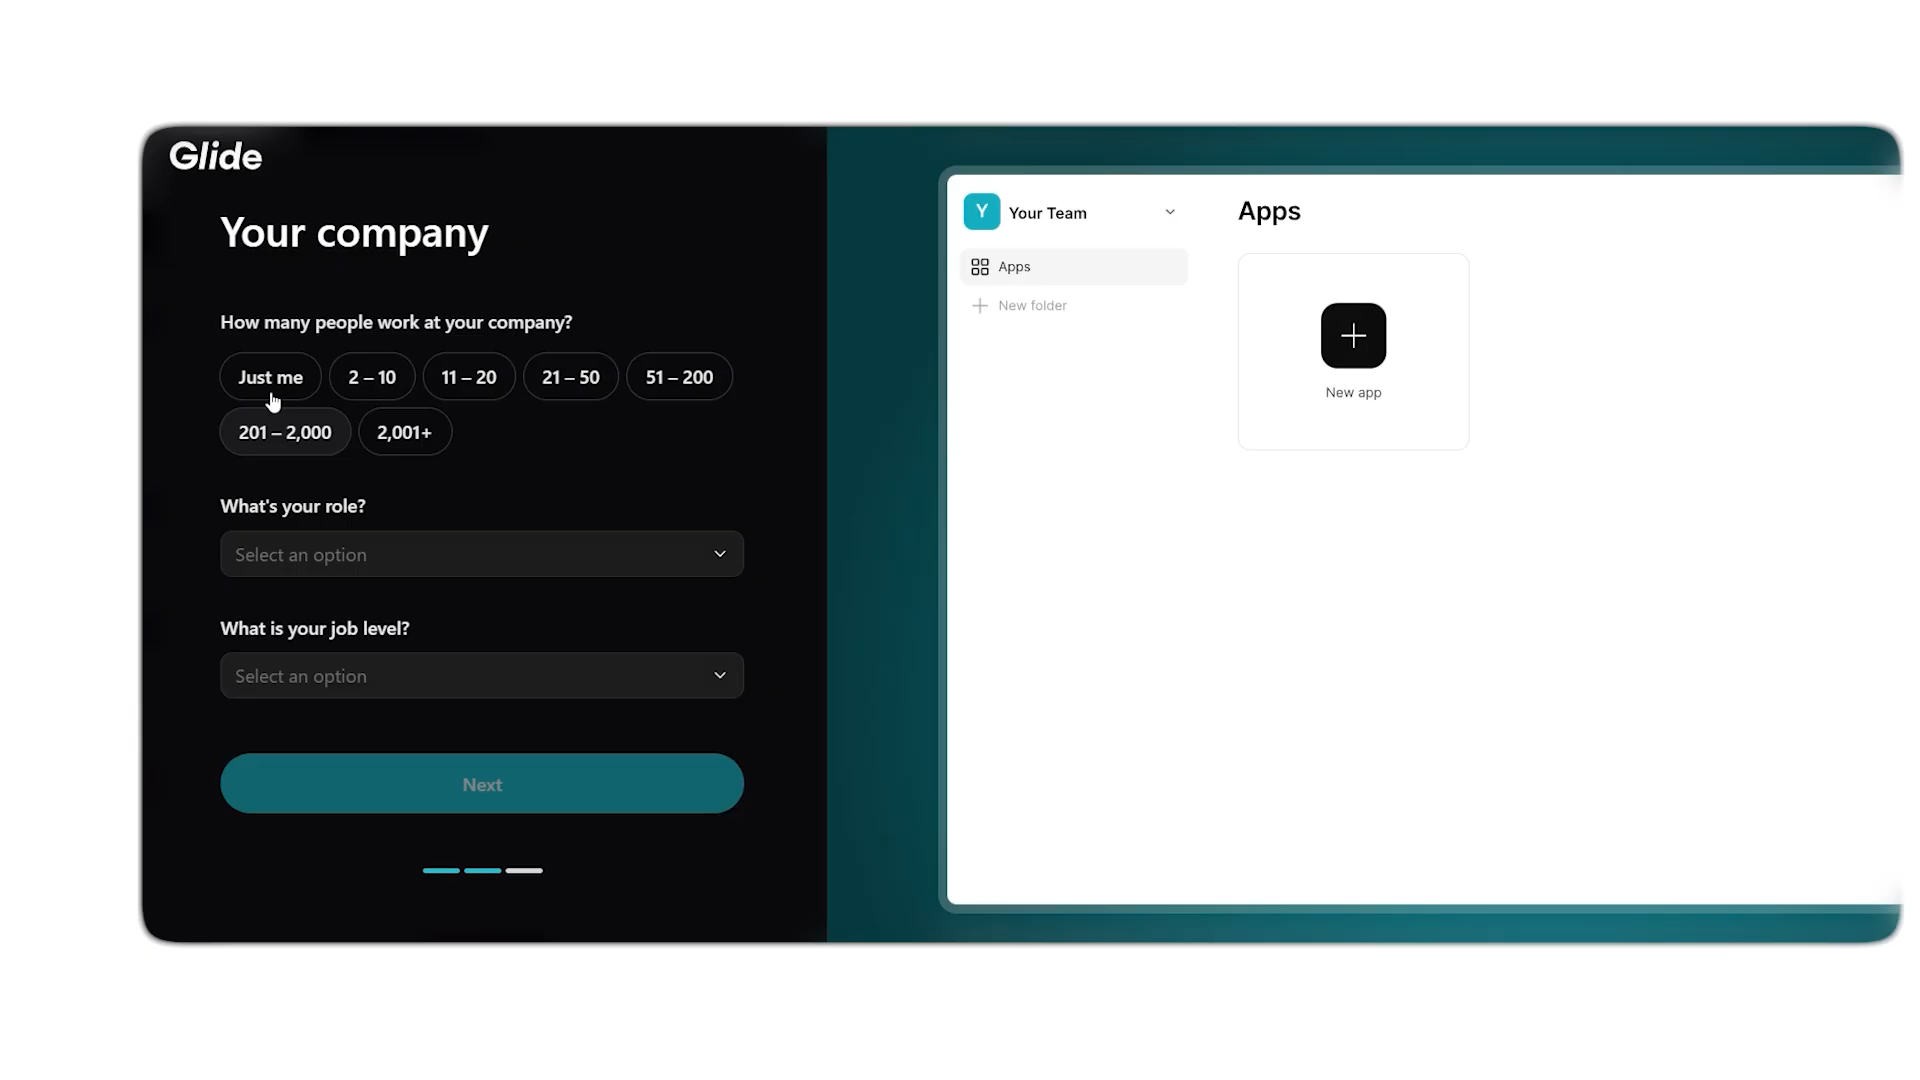 Glide
Your company
How many people work at your company?
Just me
2 – 10
11 – 20
21 – 50
51 – 200
201 – 2,000
2,001+
What's your role?
Select an option
What is your job level?
Select an option
Next
Y
Your Team
Apps
New folder
Apps
New app